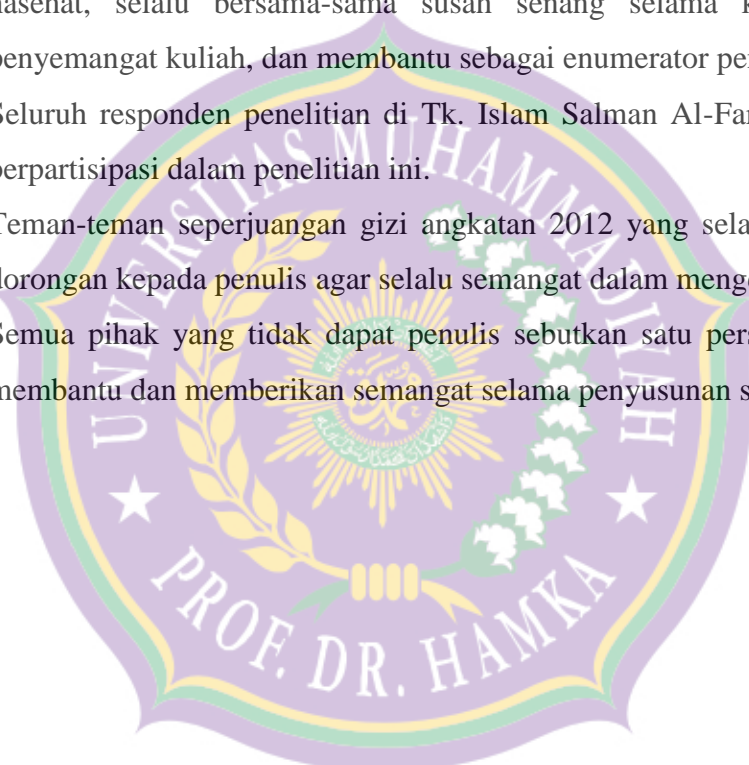 nasehat, selalu bersama-sama susah senang selama k
penyemangat kuliah, dan membantu sebagai enumerator pe
Seluruh responden penelitian di Tk. Islam Salman Al-Far
berpartisipasi dalam penelitian ini.
Teman-teman seperjuangan gizi angkatan 2012 yang sela
dorongan kepada penulis agar selalu semangat dalam menge
Semua pihak yang tidak dapat penulis sebutkan satu pers
membantu dan memberikan semangat selama penyusunan s
UNIVERSITAS MUHAMMADIYAH
PROF. DR. HAMKA